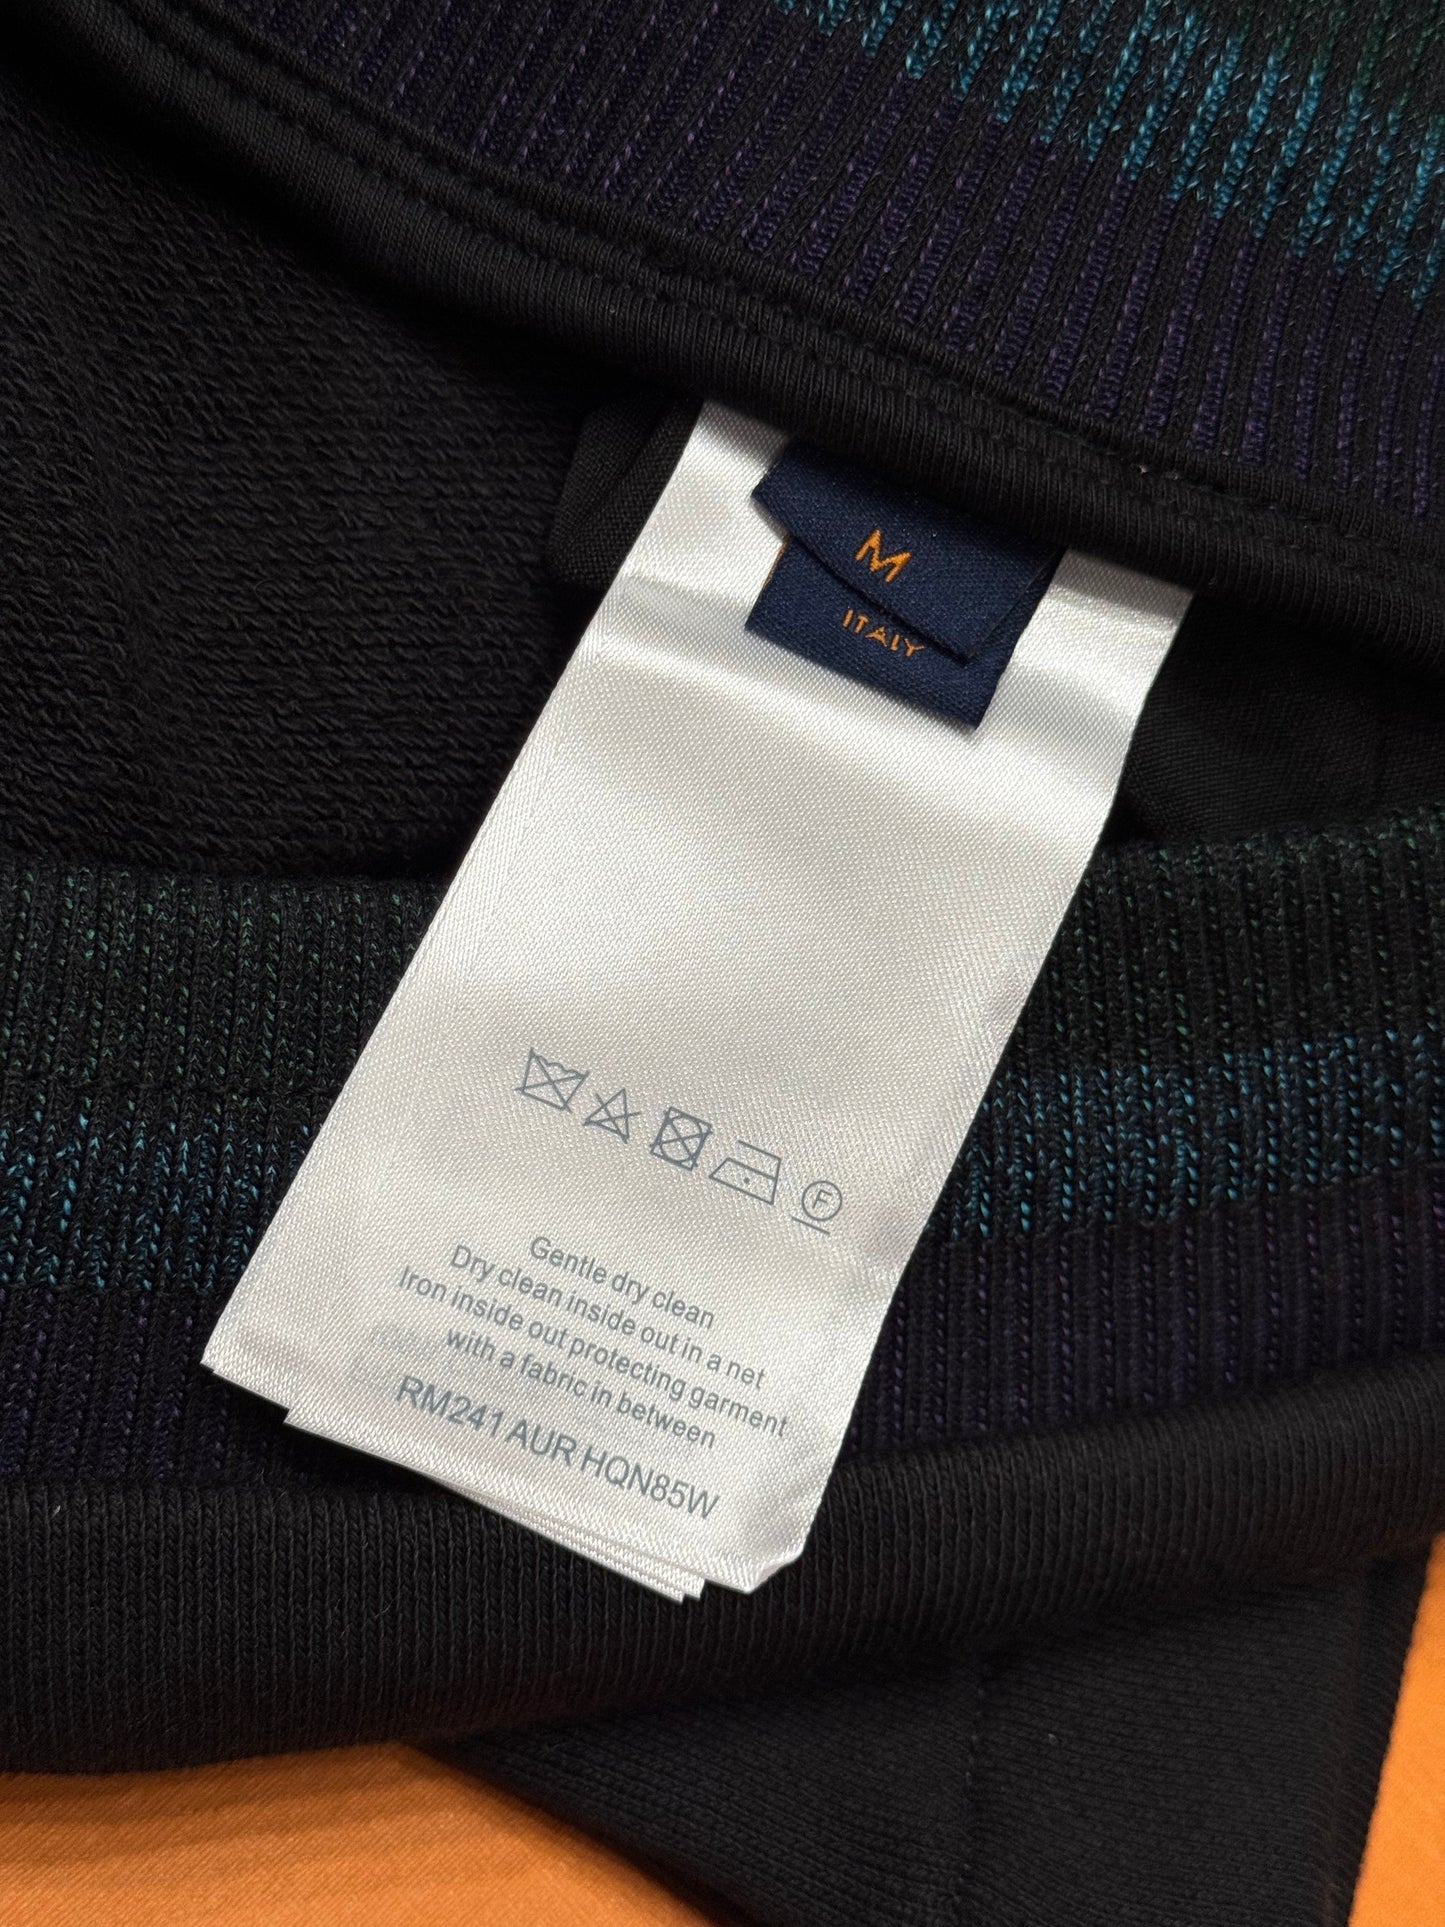 M
ITALY
F
Gentle dry clean
Dry clean inside out in a net
Iron inside out protecting garment
with a fabric in between
RM241 AUR HQN85W